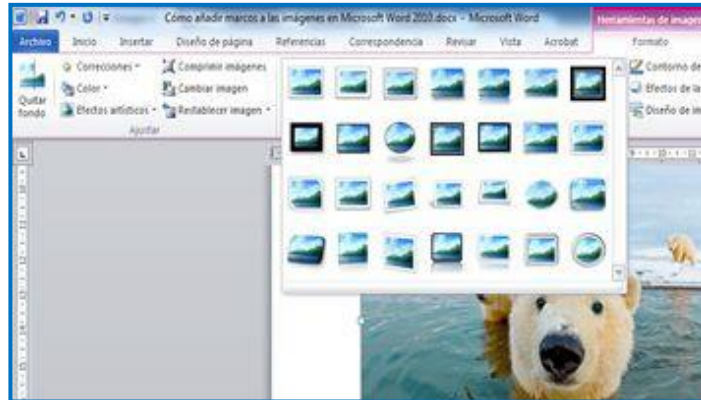 Cómo añadir marcos a las imágenes en Microsoft Word 2010.docx - Microsoft Word
Herramientas de imagen
Archivo Inicio Insertar Diseño de página Referencias Correspondencia Revisar Vista Acrobat Formato
Quitar fondo
Correcciones Comprimir imágenes Contorno de
Color Cambiar imagen Efectos de la
Efectos artísticos Restablecer imagen Diseño de im
Ajustar